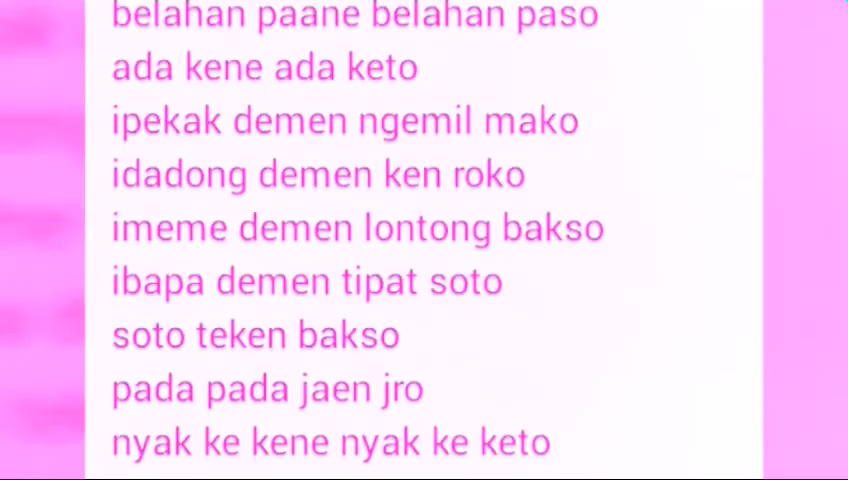 belahan paane belahan paso
ada kene ada keto
ipekak demen ngemil mako
idadong demen ken roko
imeme demen lontong bakso
ibapa demen tipat soto
soto teken bakso
pada pada jaen jro
nyak ke kene nyak ke keto